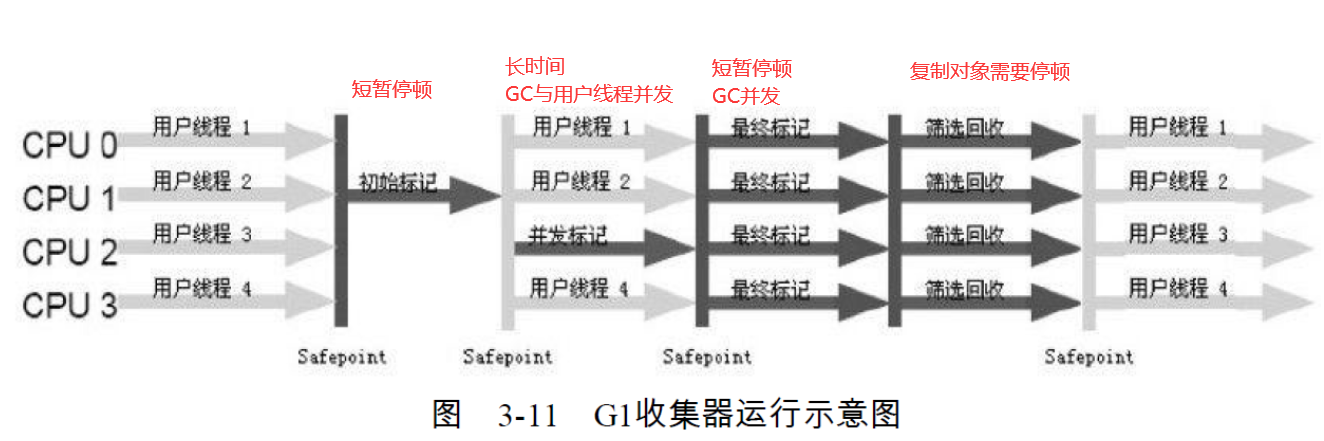 短暂停顿
长时间
GC与用户线程并发
短暂停顿
GC并发
复制对象需要停顿
CPU 0
用户线程 1
用户线程 1
最终标记
筛选回收
用户线程 1
CPU 1
用户线程 2
初始标记
用户线程 2
最终标记
筛选回收
用户线程 2
CPU 2
用户线程 3
并发标记
最终标记
筛选回收
用户线程 3
CPU 3
用户线程 4
用户线程 4
最终标记
筛选回收
用户线程 4
Safepoint
Safepoint
Safepoint
Safepoint
图 3-11 G1收集器运行示意图